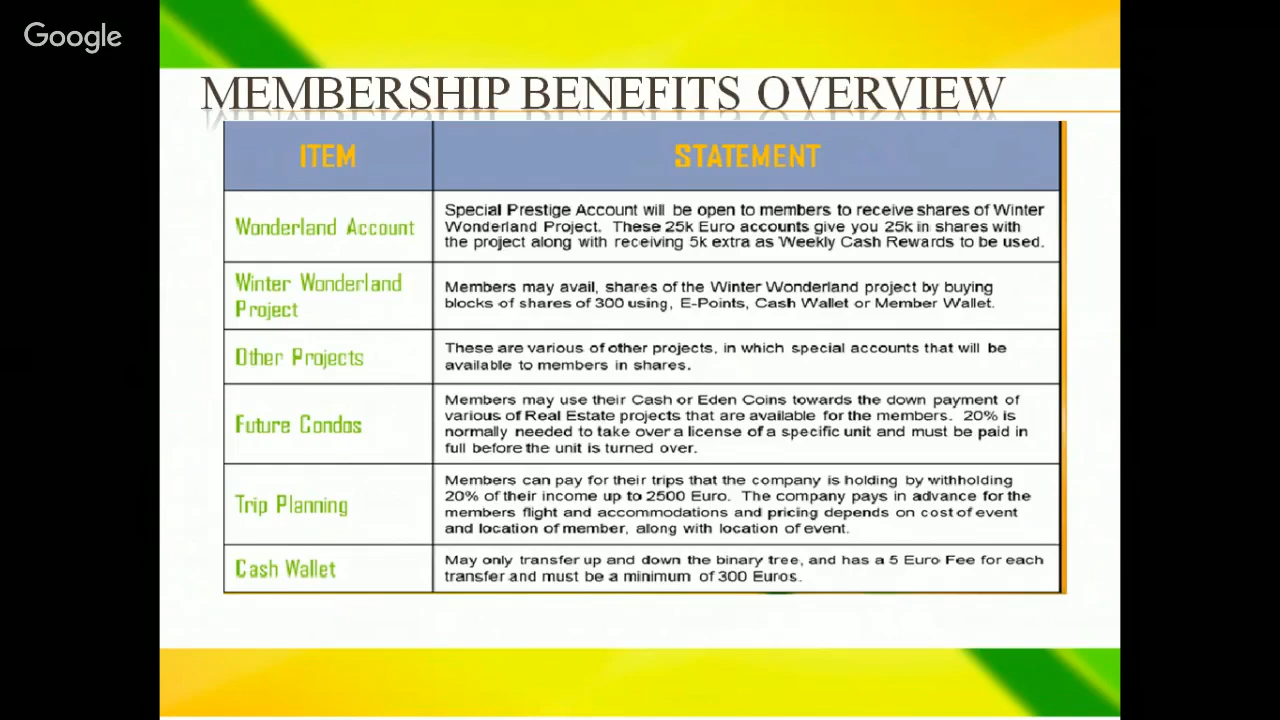 Google
MEMBERSHIP BENEFITS OVERVIEW
ITEM
STATEMENT
Wonderland Account
Special Prestige Account will be open to members to receive shares of Winter
Wonderland Project. These 25k Euro accounts give you 25k in shares with
the project along with receiving 5k extra as Weekly Cash Rewards to be used.
Winter Wonderland
Project
Members may avail, shares of the Winter Wonderland project by buying
blocks of shares of 300 using, E-Points, Cash Wallet or Member Wallet.
Other Projects
These are various of other projects, in which special accounts that will be
available to members in shares.
Future Condos
Members may use their Cash or Eden Coins towards the down payment of
various of Real Estate projects that are available for the members. 20% is
normally needed to take over a license of a specific unit and must be paid in
full before the unit is turned over.
Trip Planning
Members can pay for their trips that the company is holding by withholding
20% of their income up to 2500 Euro. The company pays in advance for the
members flight and accommodations and pricing depends on cost of event
and location of member, along with location of event.
Cash Wallet
May only transfer up and down the binary tree, and has a 5 Euro Fee for each
transfer and must be a minimum of 300 Euros.